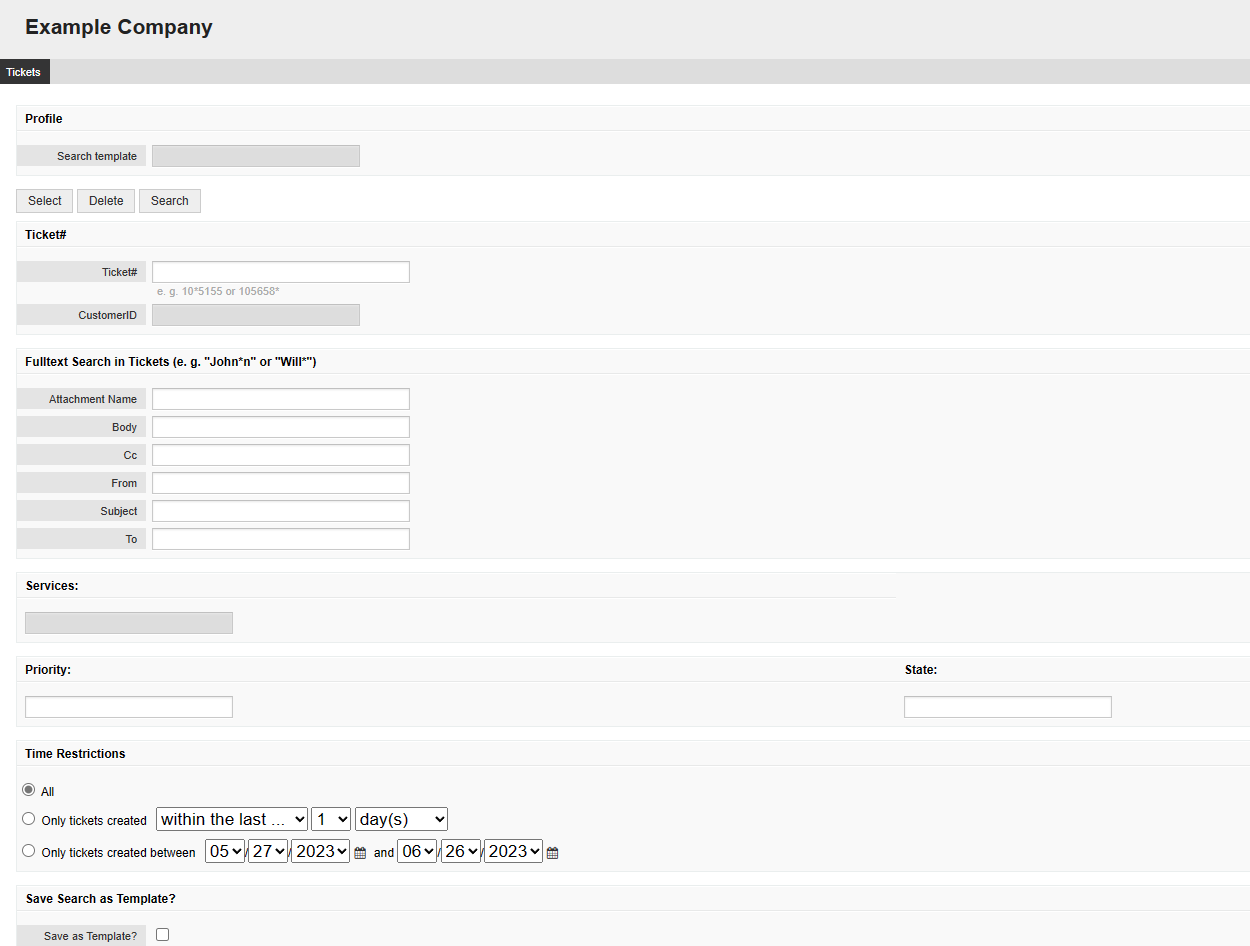 Example Company
Tickets
Profile
Search template
Select Delete Search
Ticket#
Ticket#
e. g. 10*5155 or 105658*
CustomerID
Fulltext Search in Tickets (e. g. "John*n" or "Will*")
Attachment Name
Body
Cc
From
Subject
To
Services:
Priority: State:
Time Restrictions
All
Only tickets created within the last ... 1 day(s)
Only tickets created between 05 / 27 / 2023 and 06 / 26 / 2023
Save Search as Template?
Save as Template?